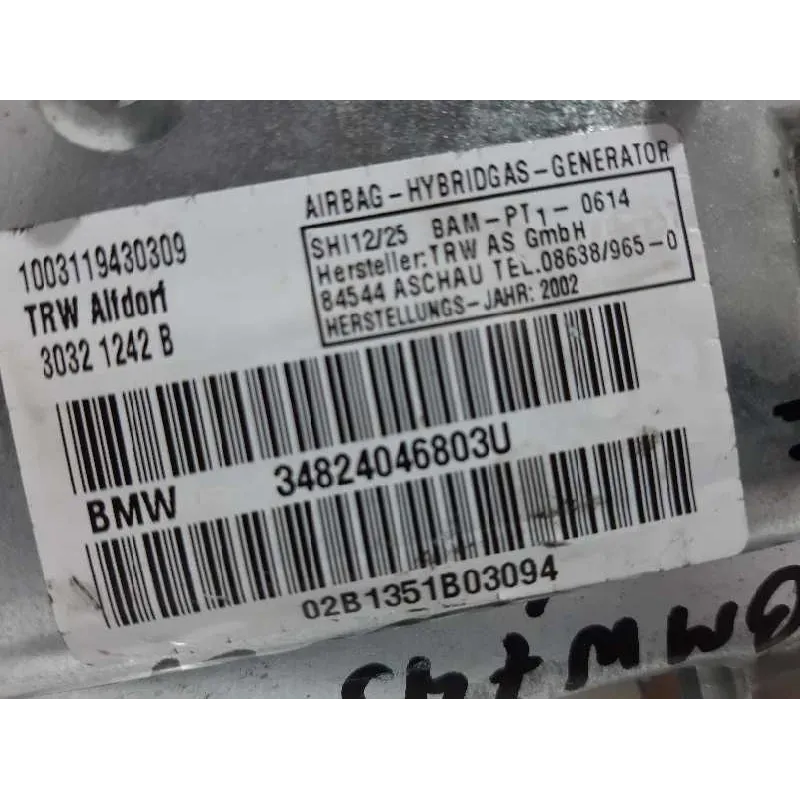 AIRBAG-HYBRIDGAS-GENERATOR
SHI12/25 BAM-PT1-0614
Hersteller:TRW AS GmbH
84544 ASCHAU TEL.08638/965-0
HERSTELLUNGS-JAHR: 2002
1003119430309
TRW Alfdorf
3032 1242 B
BMW 34824046803U
02B1351B03094